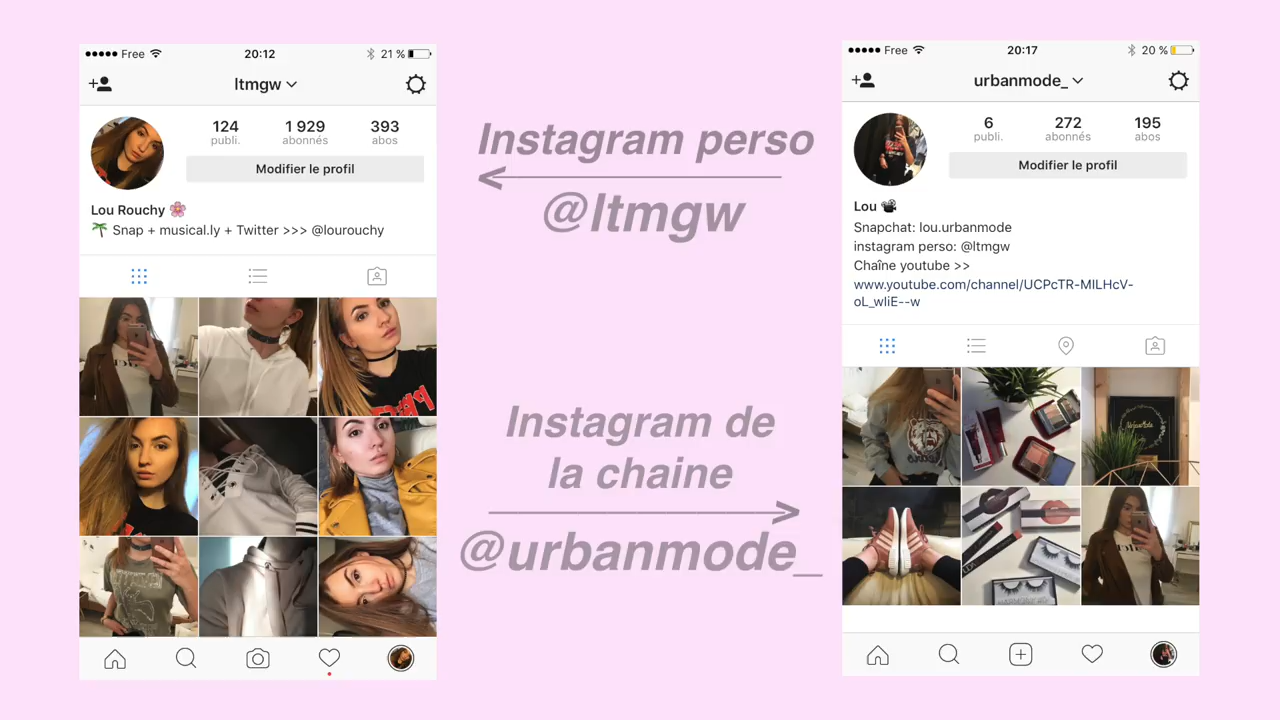 Free
20:12
21 %
ltmgw
124
1 929
393
publi.
abonnés
abos
Modifier le profil
Lou Rouchy
Snap + musical.ly + Twitter >>> @lourouchy
Instagram perso
@ltmgw
Instagram de
la chaine
@urbanmode_
Free
20:17
20 %
urbanmode_
6
272
195
publi.
abonnés
abos
Modifier le profil
Lou
Snapchat: lou.urbanmode
instagram perso: @ltmgw
Chaîne youtube >>
www.youtube.com/channel/UCPcTR-MILHcV-
oL_wIiE--w